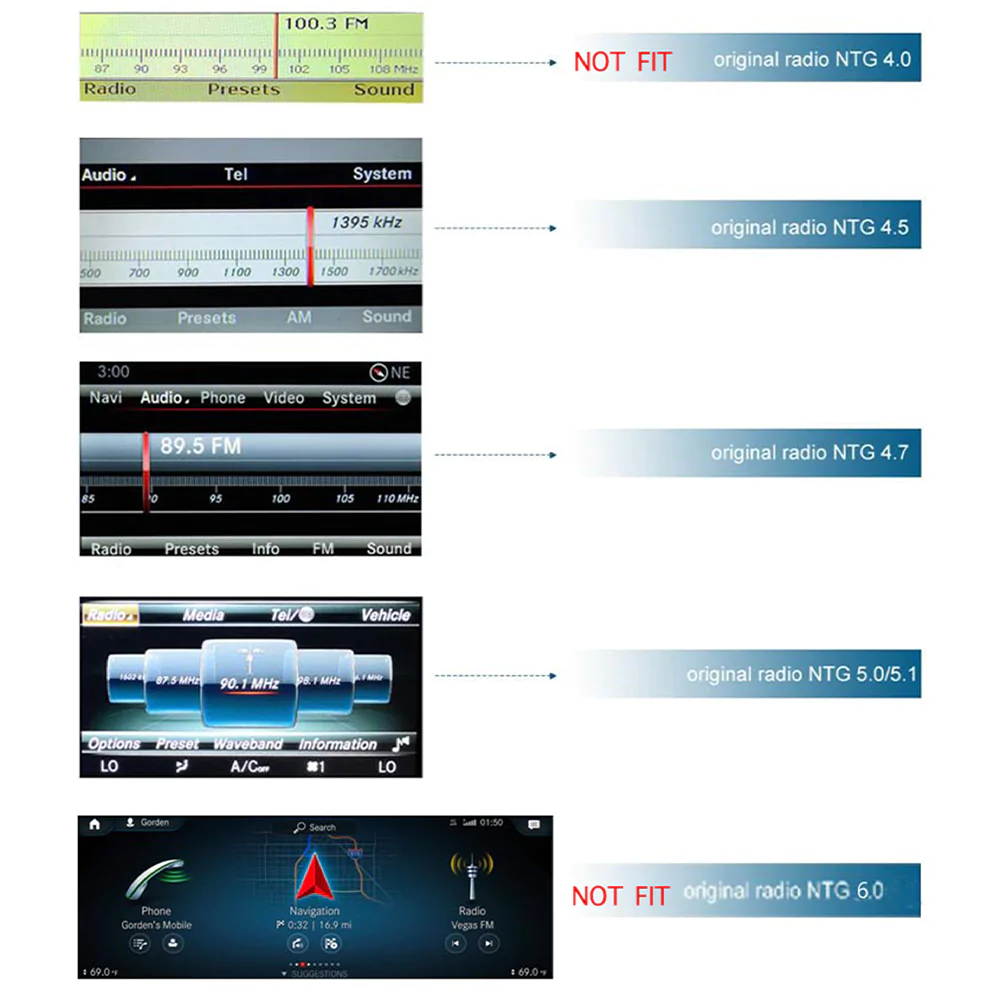 100.3 FM
87 90 93 96 99 102 105 108 MHz
Radio Presets Sound
NOT FIT original radio NTG 4.0
Audio Tel System
1395 kHz
500 700 900 1100 1300 1500 1700kHz
Radio Presets AM Sound
original radio NTG 4.5
3:00 NE
Navi Audio Phone Video System
89.5 FM
85 90 95 100 105 110 MHz
Radio Presets Info FM Sound
original radio NTG 4.7
Radio Media Tel/ Vehicle
1602 87.5 MHz 90.1 MHz 98.1 MHz
Options Preset Waveband Information
LO A/C OFF 1 LO
original radio NTG 5.0/5.1
Gorden Search 01:50
Phone Navigation Radio
Gorden's Mobile 0:32 | 16.9 mi Vegas FM
69.0 °F SUGGESTIONS 69.0 °F
NOT FIT original radio NTG 6.0